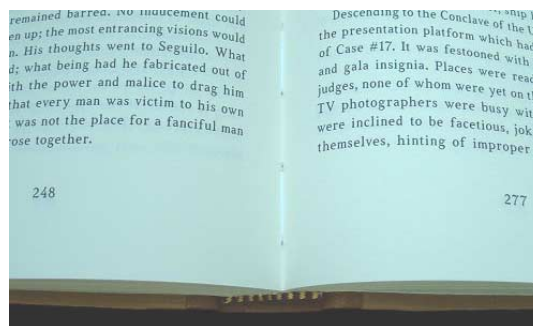 remained barred. No inducement could
en up; the most entrancing visions would
n. His thoughts went to Seguilo. What
d; what being had he fabricated out of
ith the power and malice to drag him
that every man was victim to his own
was not the place for a fanciful man
ose together.
248
Descending to the Conclave of the U
the presentation platform which had
of Case #17. It was festooned with
and gala insignia. Places were read
judges, none of whom were yet on t
TV photographers were busy wit
were inclined to be facetious, jok
themselves, hinting of improper
277